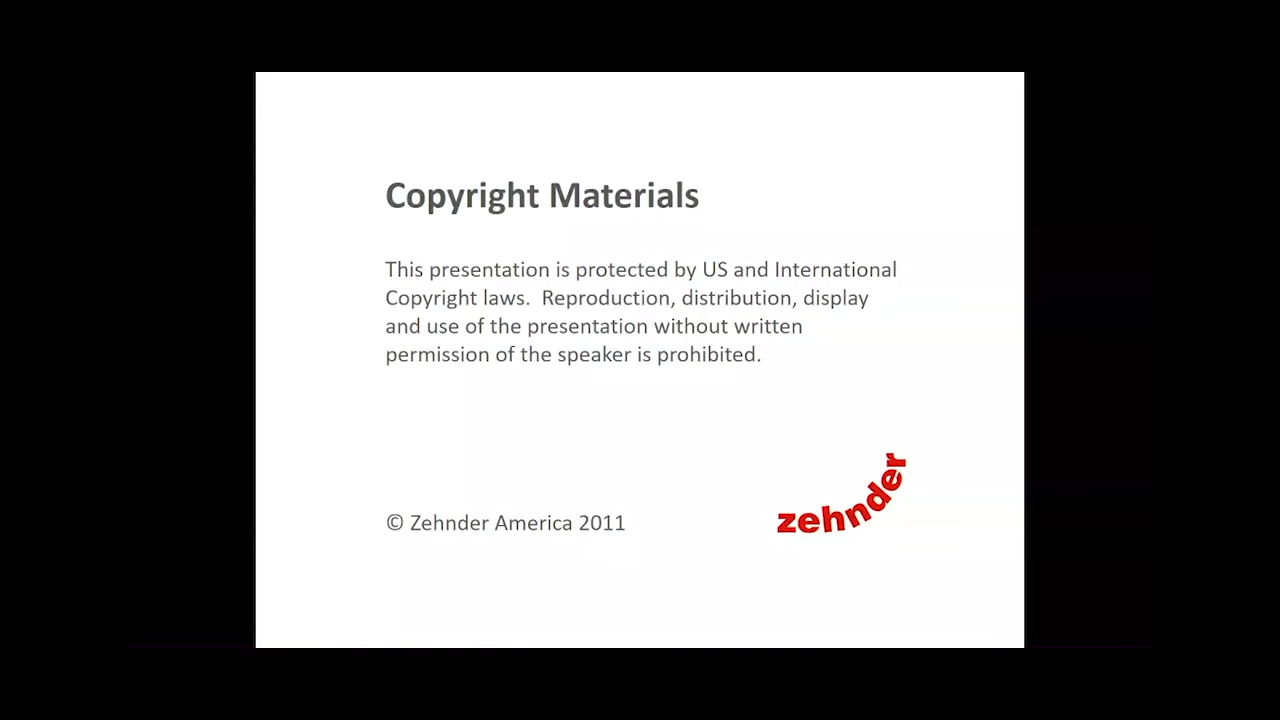 Copyright Materials
This presentation is protected by US and International
Copyright laws.  Reproduction, distribution, display
and use of the presentation without written
permission of the speaker is prohibited.
© Zehnder America 2011
zehnder